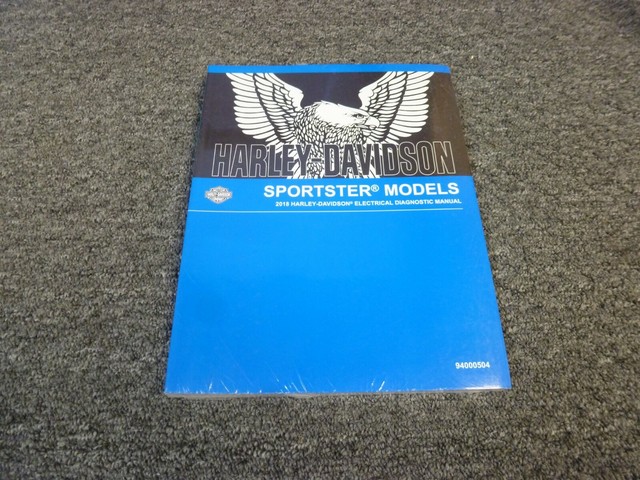 HARLEY-DAVIDSON
SPORTSTER® MODELS
2018 HARLEY-DAVIDSON® ELECTRICAL DIAGNOSTIC MANUAL
94000504